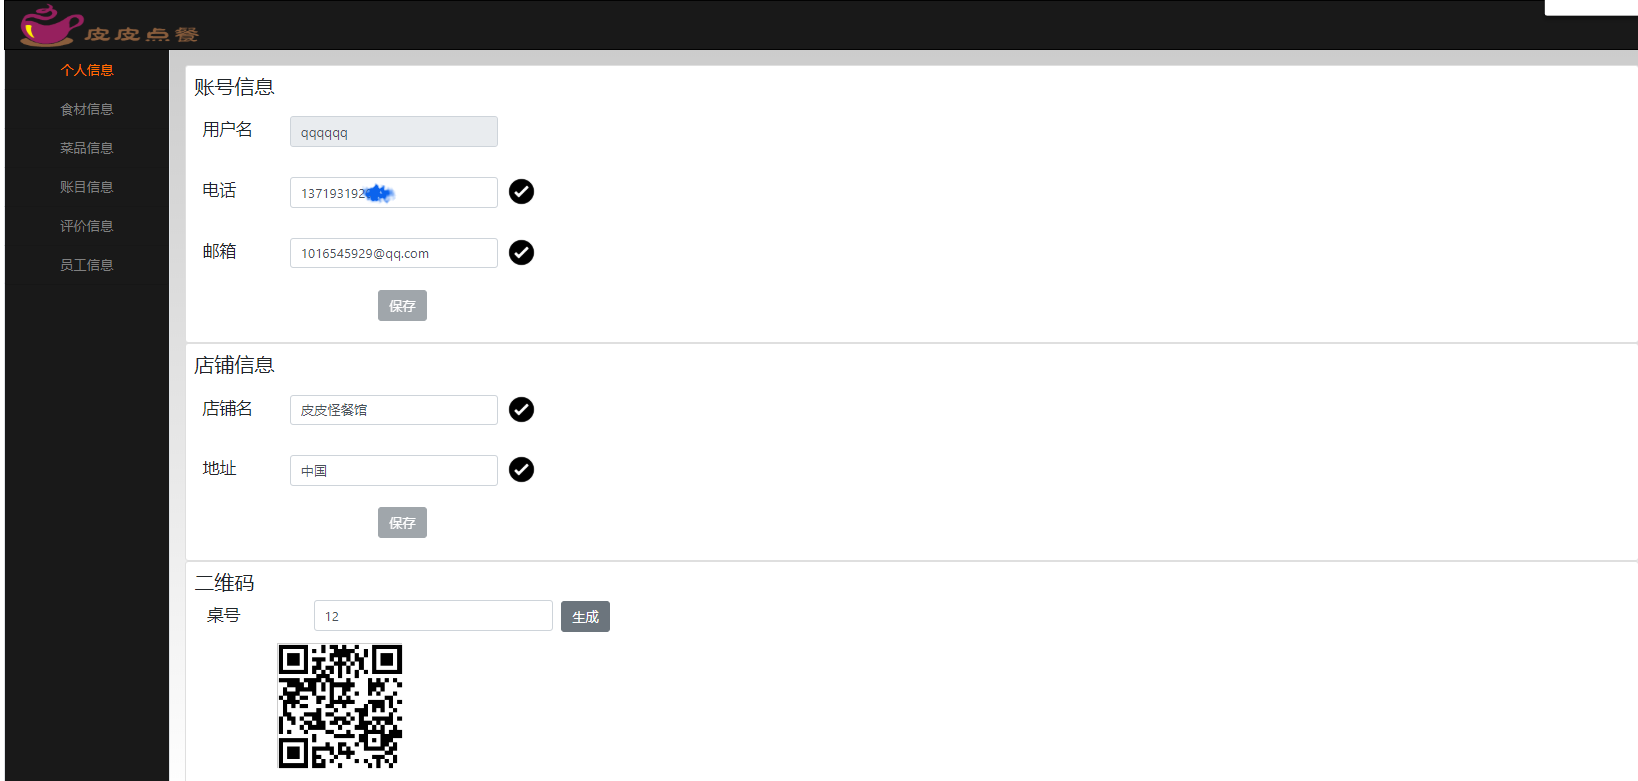 皮皮点餐
个人信息
食材信息
菜品信息
账目信息
评价信息
员工信息
账号信息
用户名 qqqqqq
电话 137193192
邮箱 1016545929@qq.com
保存
店铺信息
店铺名 皮皮怪餐馆
地址 中国
保存
二维码
桌号 12 生成